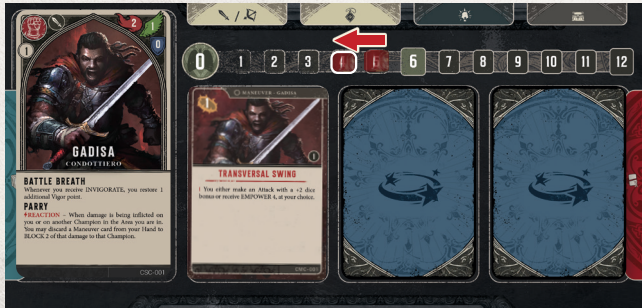 2
1
0
1
GADISA
CONDOTTIERO
BATTLE BREATH
Whenever you receive INVIGORATE, you restore 1
additional Vigor point.
PARRY
REACTION – When damage is being inflicted on
you or on another Champion in the Area you are in.
You may discard a Maneuver card from your Hand to
BLOCK 2 of that damage to that Champion.
CSC-001
0 1 2 3 4 5 6 7 8 9 10 11 12
MANEUVER - GADISA
1
1
TRANSVERSAL SWING
You either make an Attack with a +2 dice
bonus or receive EMPOWER 4, at your choice.
CSC-001